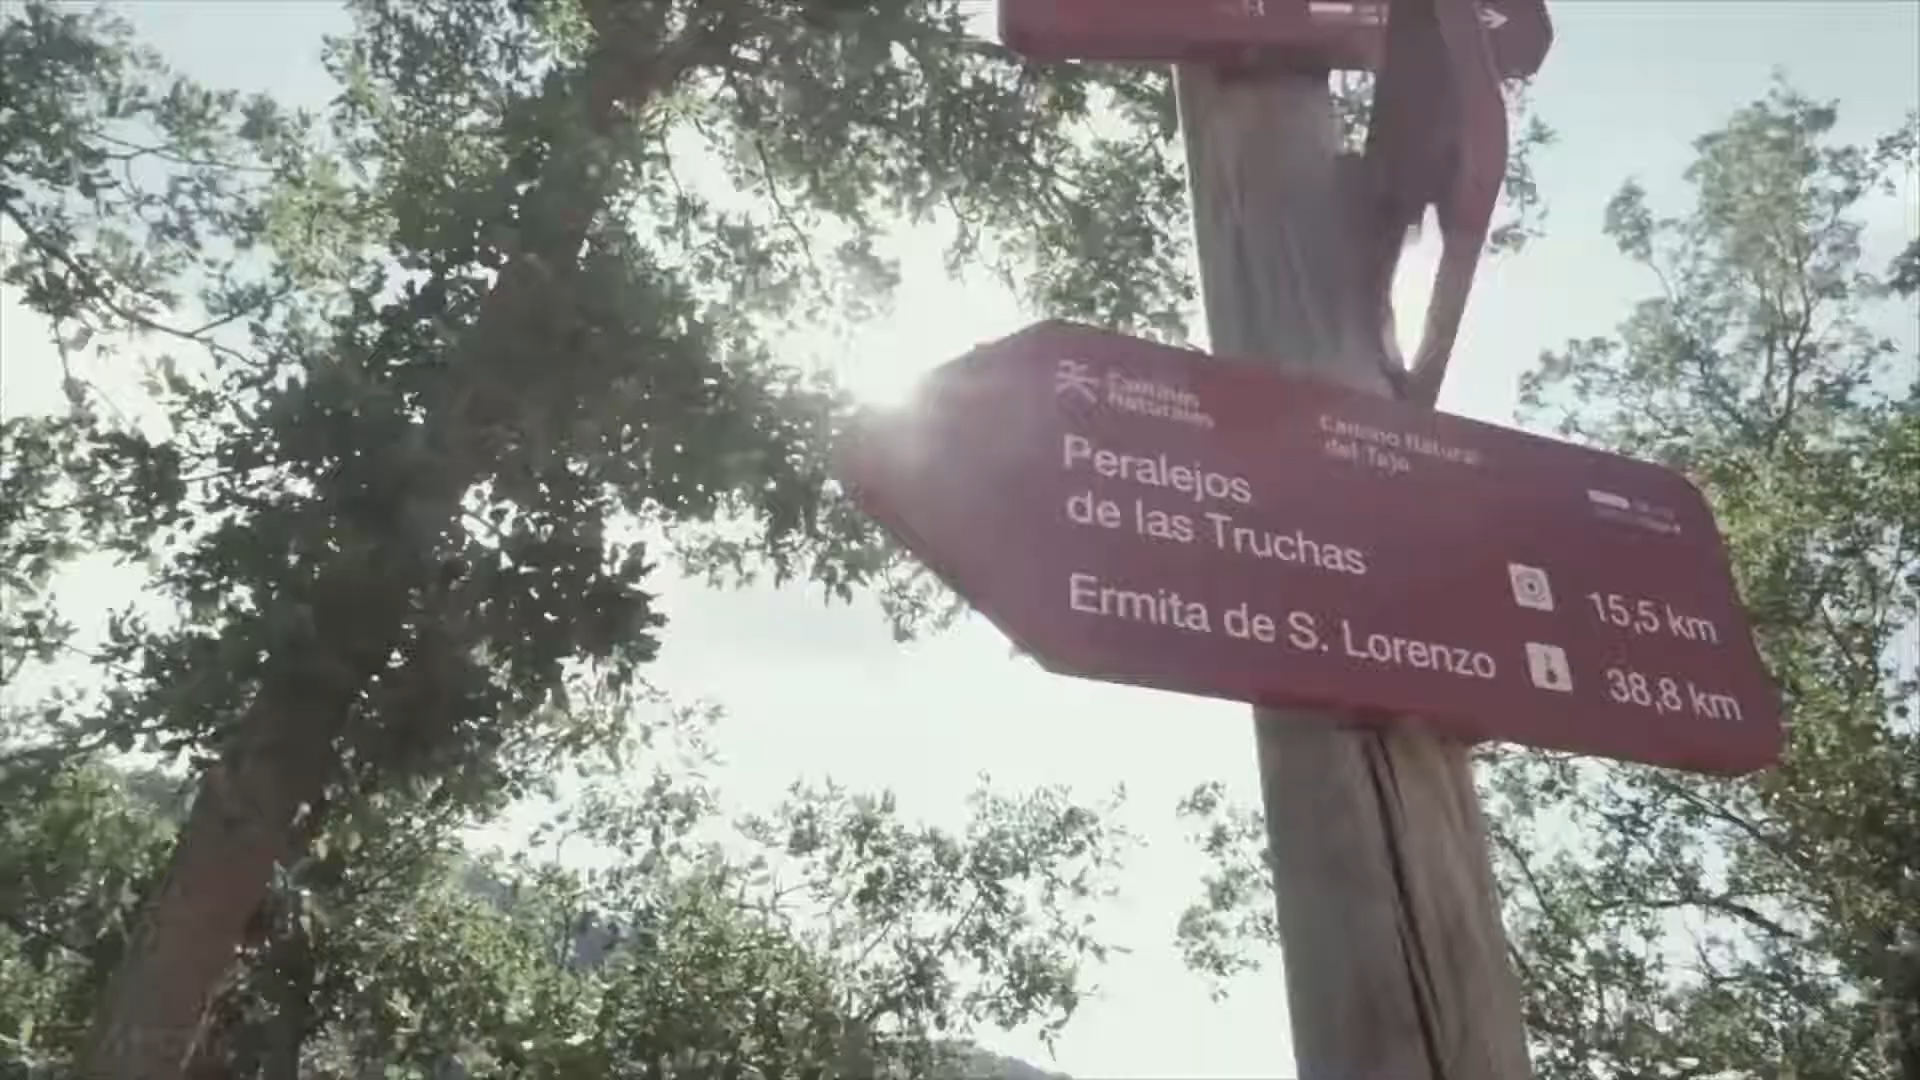 Caminos
Naturales
Camino Natural
del Tajo
Peralejos
de las Truchas
15,5 km
Ermita de S. Lorenzo
38,8 km